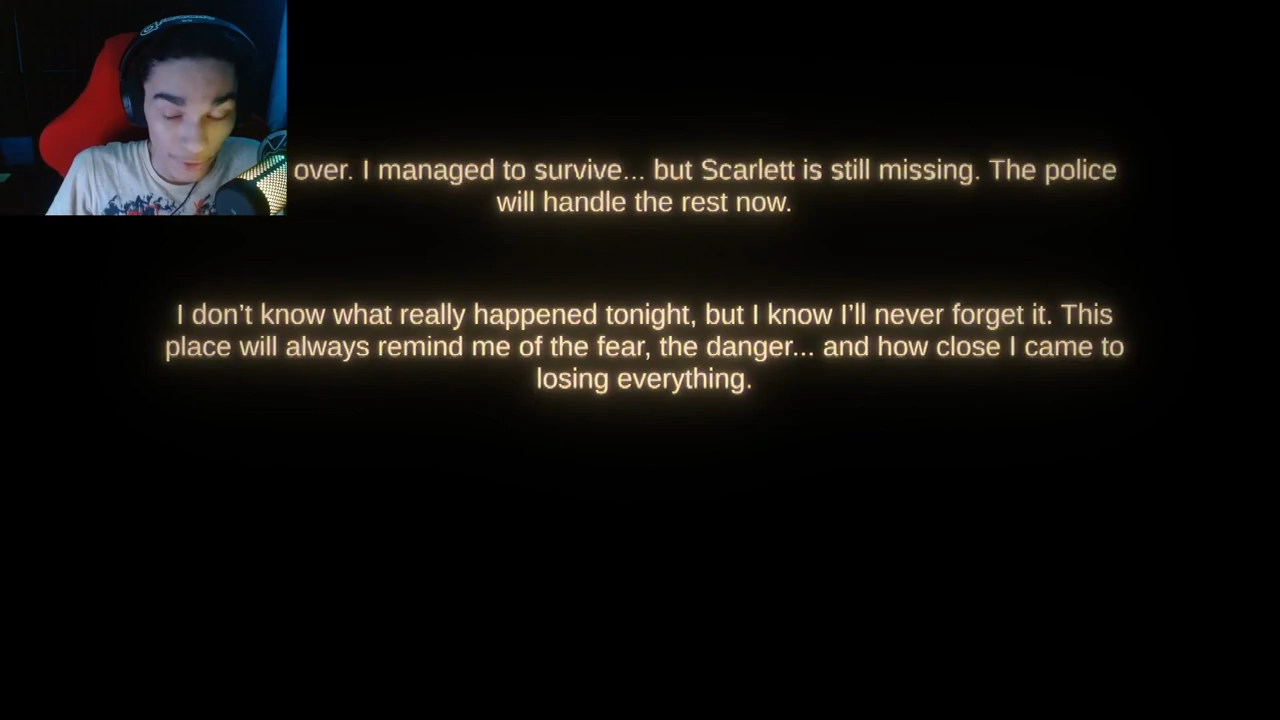 over. I managed to survive... but Scarlett is still missing. The police
will handle the rest now.
I don’t know what really happened tonight, but I know I’ll never forget it. This
place will always remind me of the fear, the danger... and how close I came to
losing everything.